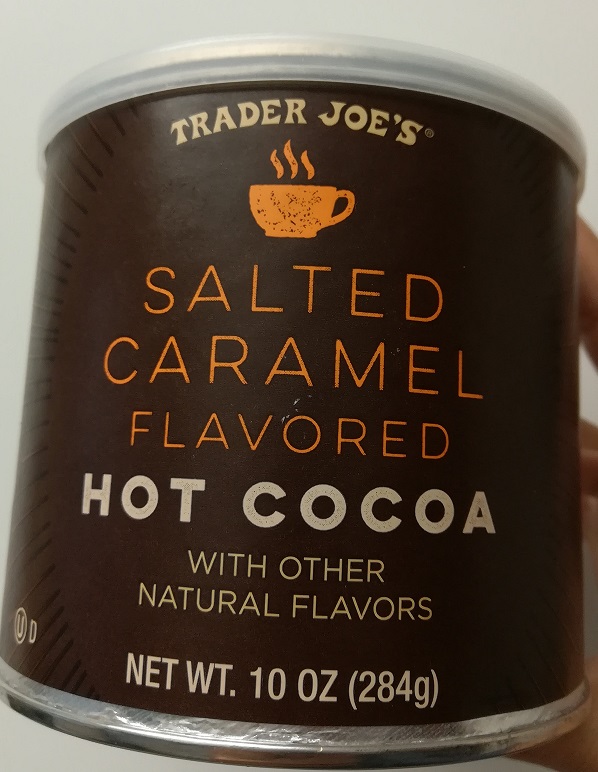 TRADER JOE'S®
SALTED
CARAMEL
FLAVORED
HOT COCOA
WITH OTHER
NATURAL FLAVORS
U D
NET WT. 10 OZ (284g)